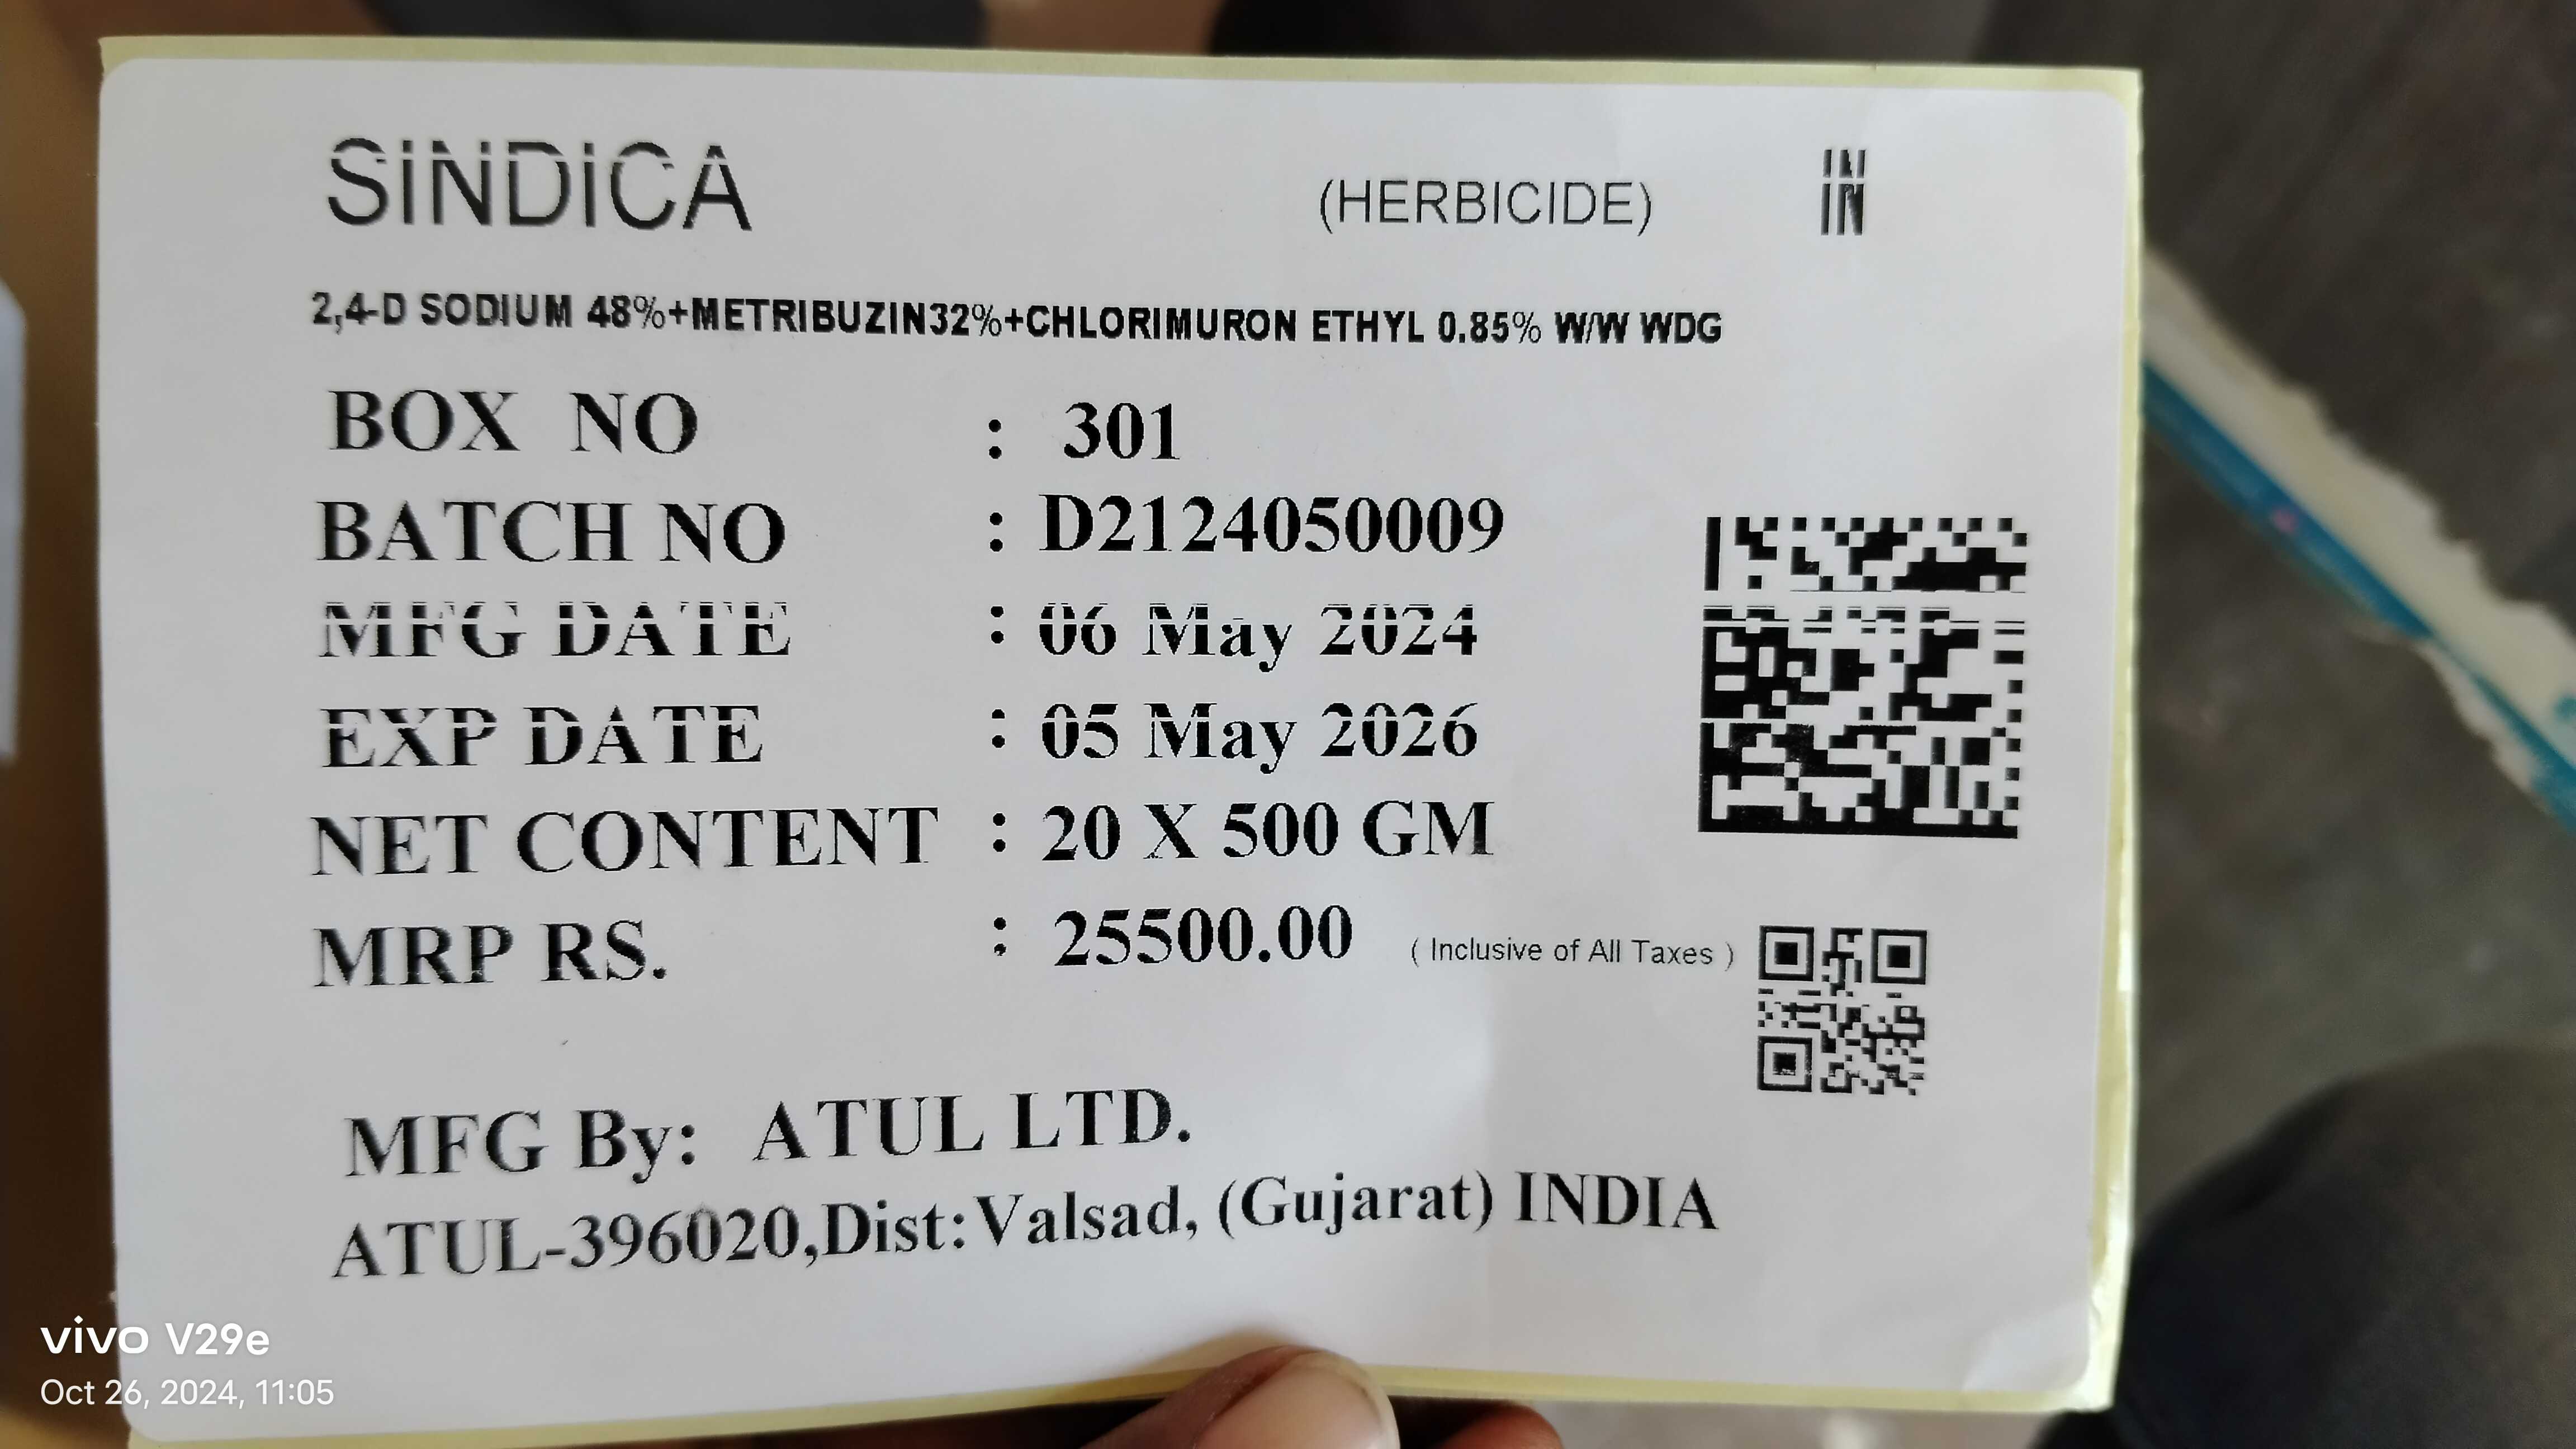 SiNDiCA (HERBICIDE) IN
2,4-D SODIUM 48%+METRIBUZIN32%+CHLORIMURON ETHYL 0.85% W/W WDG
BOX NO : 301
BATCH NO : D2124050009
MFG DATE : 06 May 2024
EXP DATE : 05 May 2026
NET CONTENT : 20 X 500 GM
MRP RS. : 25500.00 ( Inclusive of All Taxes )
MFG By: ATUL LTD.
ATUL-396020,Dist:Valsad, (Gujarat) INDIA
vivo V29e
Oct 26, 2024, 11:05